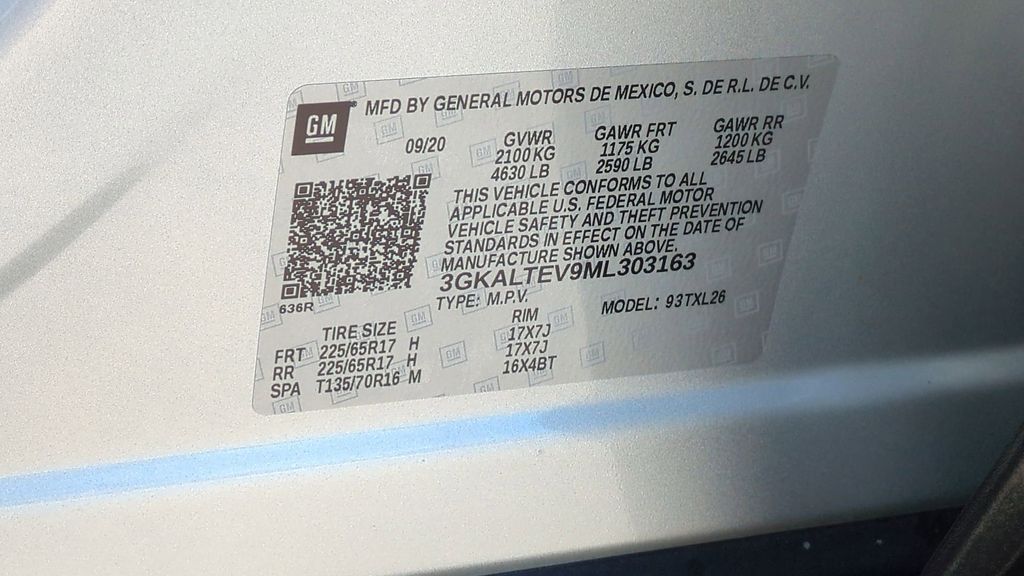 GM
MFD BY GENERAL MOTORS DE MEXICO, S. DE R.L. DE C.V.
09/20 GVWR GAWR FRT GAWR RR
2100 KG 1175 KG 1200 KG
4630 LB 2590 LB 2645 LB
THIS VEHICLE CONFORMS TO ALL
APPLICABLE U.S. FEDERAL MOTOR
VEHICLE SAFETY AND THEFT PREVENTION
STANDARDS IN EFFECT ON THE DATE OF
MANUFACTURE SHOWN ABOVE.
3GKALTEV9ML303163
636R
TYPE: M.P.V. MODEL: 93TXL26
TIRE SIZE RIM
FRT 225/65R17 H 17X7J
RR 225/65R17 H 17X7J
SPA T135/70R16 M 16X4BT